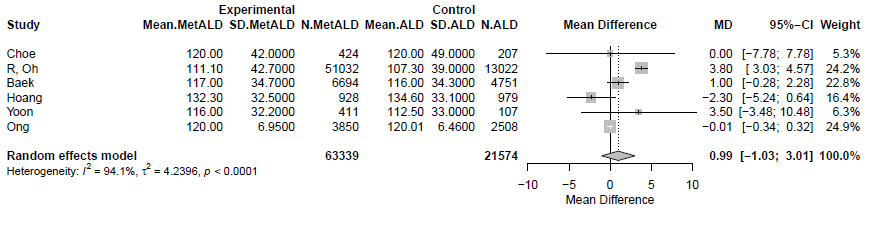 Experimental Control
Study Mean.MetALD SD.MetALD N.MetALD Mean.ALD SD.ALD N.ALD Mean Difference MD 95%−CI Weight
Choe 120.00 42.0000 424 120.00 49.0000 207 0.00 [−7.78; 7.78] 5.3%
R, Oh 111.10 42.7000 51032 107.30 39.0000 13022 3.80 [ 3.03; 4.57] 24.2%
Baek 117.00 34.7000 6694 116.00 34.3000 4751 1.00 [−0.28; 2.28] 22.8%
Hoang 132.30 32.5000 928 134.60 33.1000 979 −2.30 [−5.24; 0.64] 16.4%
Yoon 116.00 32.2000 411 112.50 33.0000 107 3.50 [−3.48; 10.48] 6.3%
Ong 120.00 6.9500 3850 120.01 6.4600 2508 −0.01 [−0.34; 0.32] 24.9%
Random effects model 63339 21574 0.99 [−1.03; 3.01] 100.0%
Heterogeneity: I² = 94.1%, τ² = 4.2396, p < 0.0001
−10 −5 0 5 10
Mean Difference